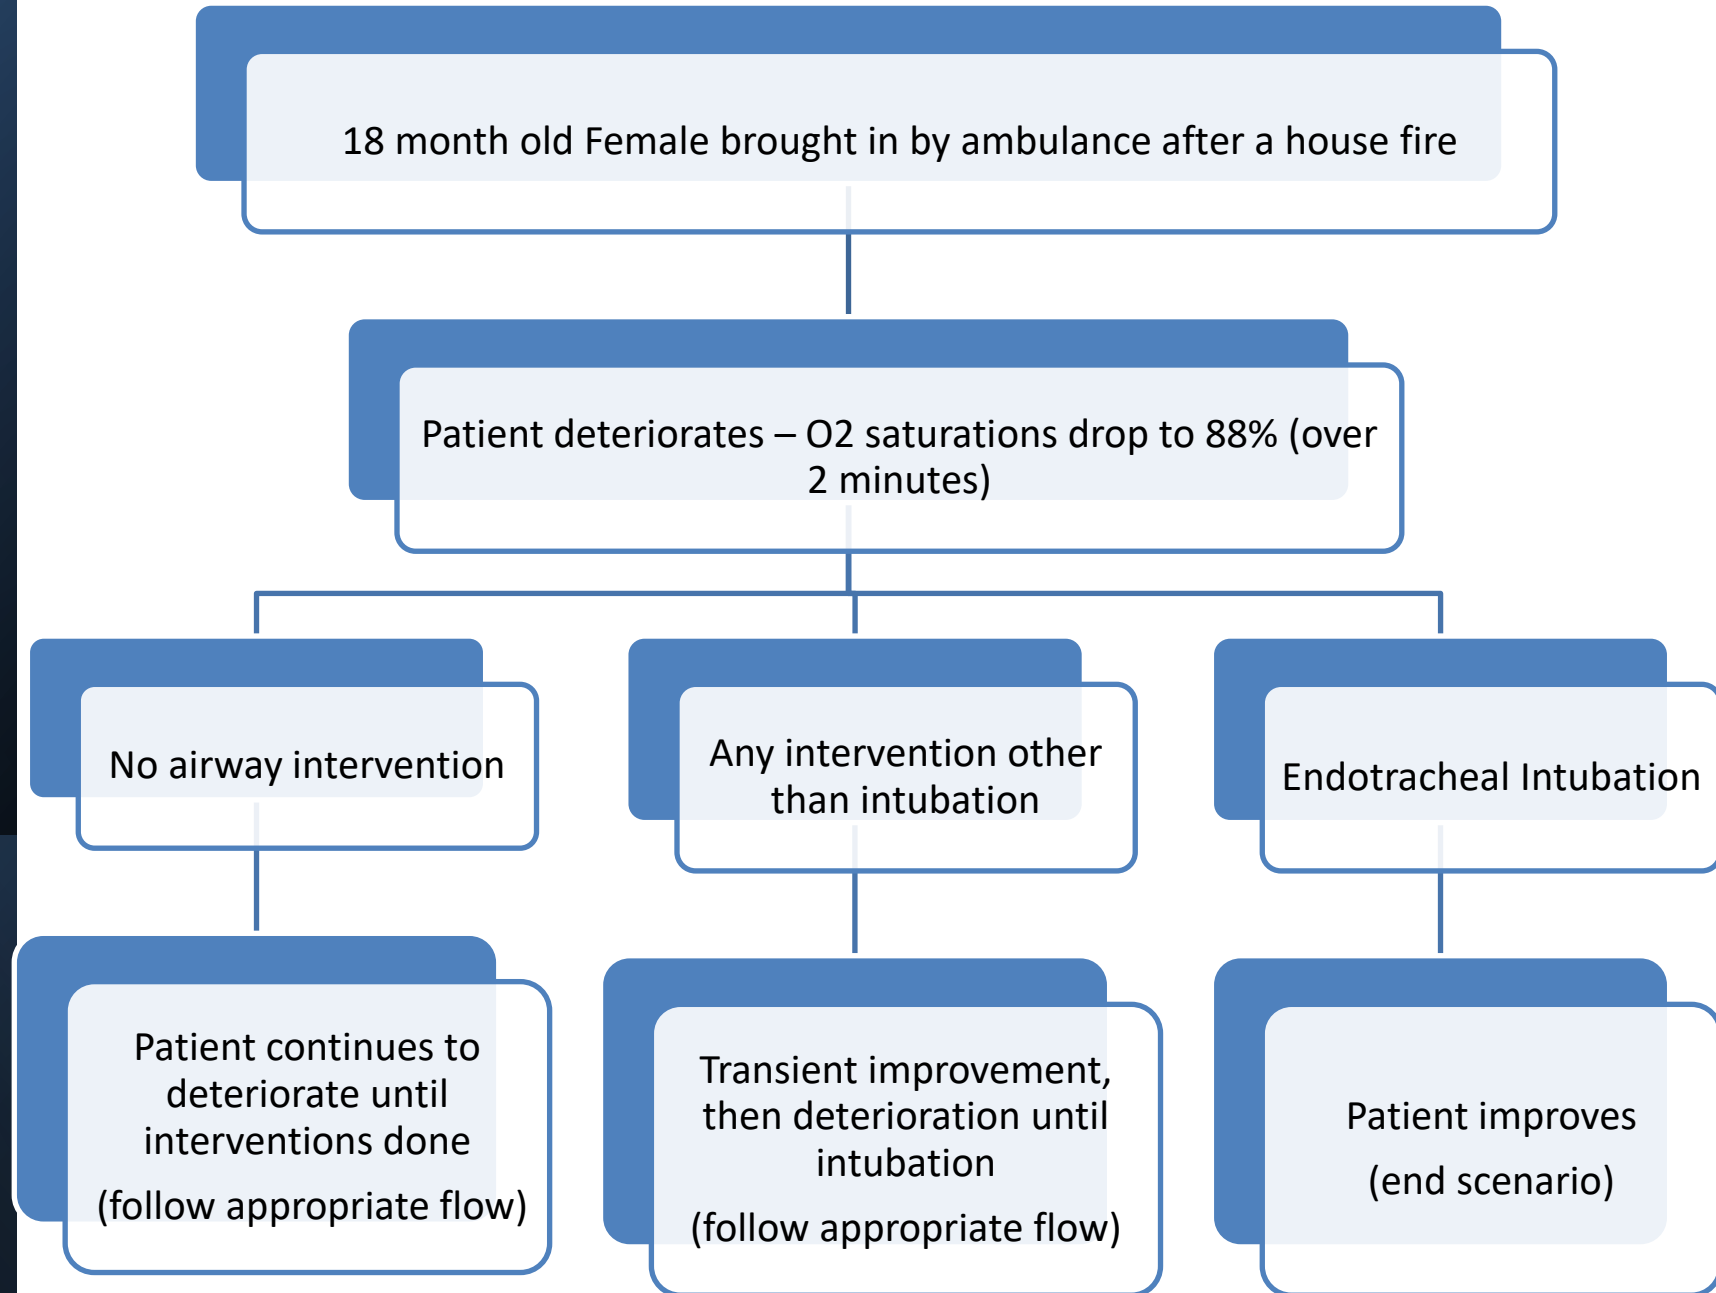 18 month old Female brought in by ambulance after a house fire
Patient deteriorates – O2 saturations drop to 88% (over
2 minutes)
No airway intervention
Any intervention other
than intubation
Endotracheal Intubation
Patient continues to
deteriorate until
interventions done
(follow appropriate flow)
Transient improvement,
then deterioration until
intubation
(follow appropriate flow)
Patient improves
(end scenario)